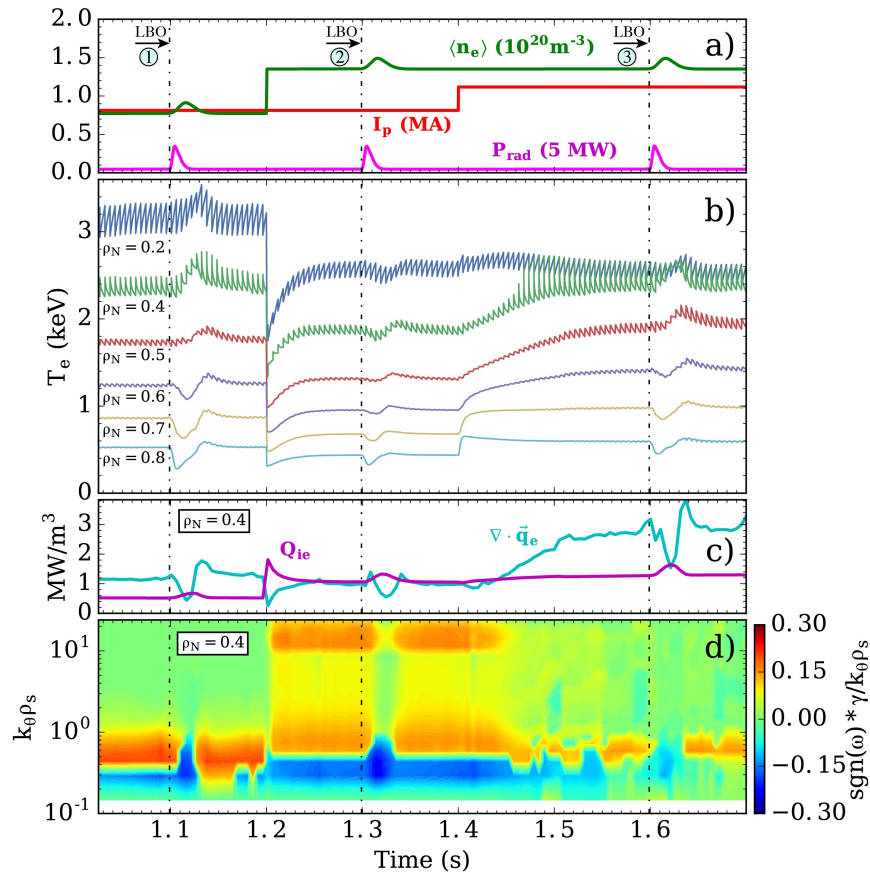 LBO
1
LBO
2
LBO
3
⟨nₑ⟩ (10²⁰m⁻³)
a)
Iₚ (MA)
P_rad (5 MW)
2.0
1.5
1.0
0.5
0.0
b)
ρ_N = 0.2
ρ_N = 0.4
ρ_N = 0.5
ρ_N = 0.6
ρ_N = 0.7
ρ_N = 0.8
Tₑ (keV)
3
2
1
0
c)
ρ_N = 0.4
Q_ie
∇ · q⃗ₑ
MW/m³
3
2
1
0
d)
ρ_N = 0.4
k_θρ_s
10¹
10⁰
10⁻¹
1.1 1.2 1.3 1.4 1.5 1.6
Time (s)
0.30
0.15
0.00
−0.15
−0.30
sgn(ω) * γ/k_θρ_s